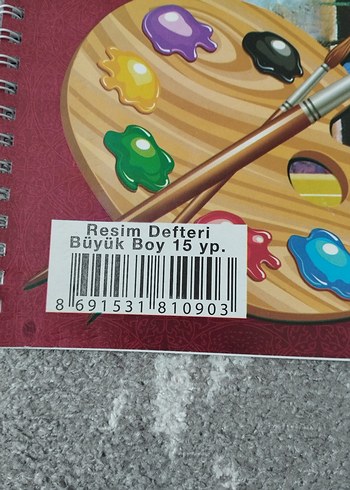 Resim Defteri
Büyük Boy 15 yp.
8 691531 810903